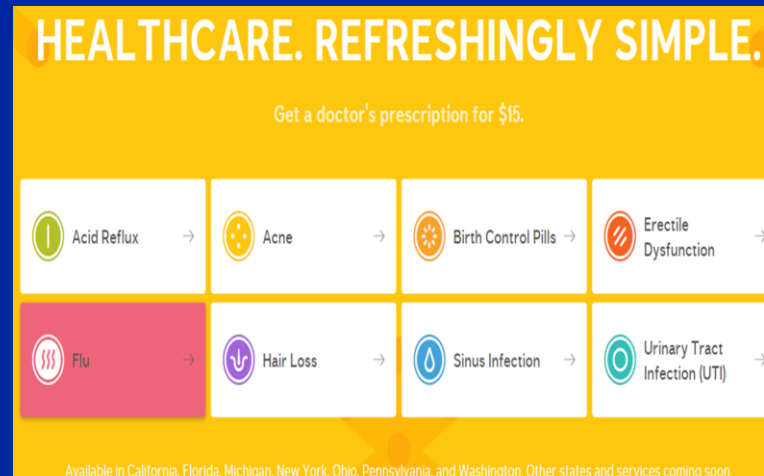 HEALTHCARE. REFRESHINGLY SIMPLE.
Get a doctor's prescription for $15.
Acid Reflux
Acne
Birth Control Pills
Erectile
Dysfunction
Flu
Hair Loss
Sinus Infection
Urinary Tract
Infection (UTI)
Available in California, Florida, Michigan, New York, Ohio, Pennsylvania, and Washington. Other states and services coming soon